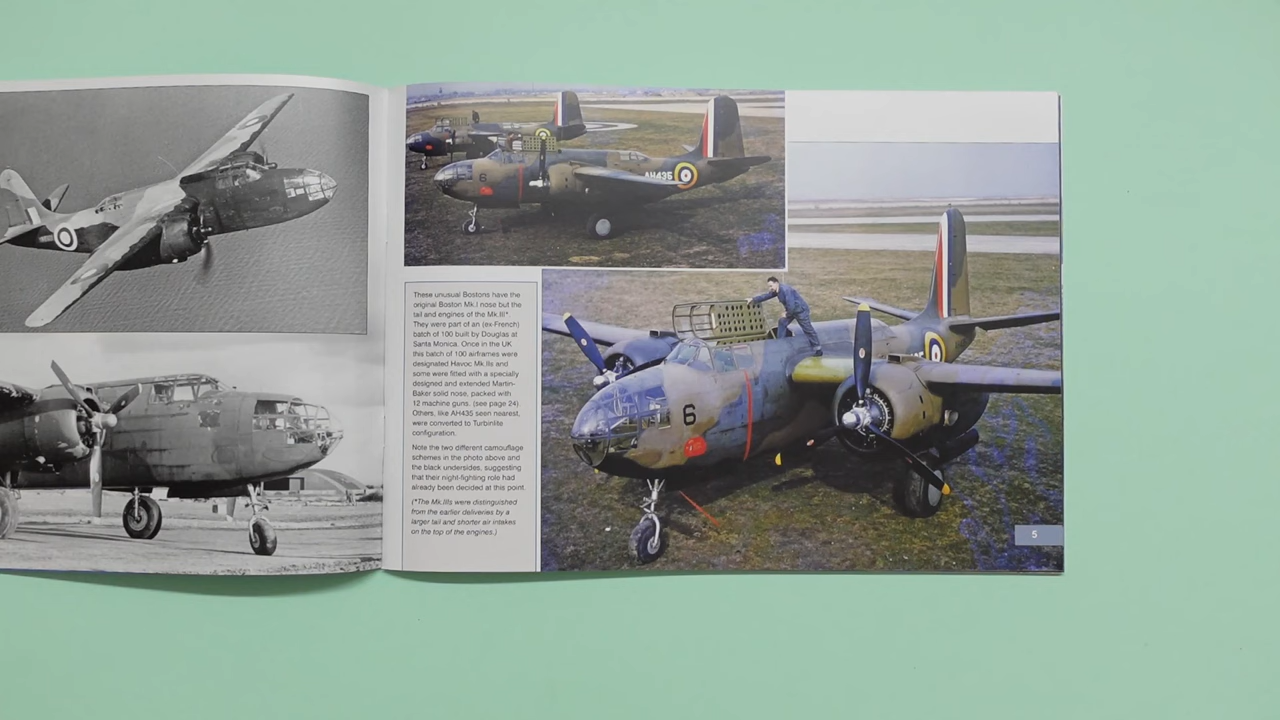 AH435
6
These unusual Bostons have the
original Boston Mk.I nose but the
tail and engines of the Mk.III*.
They were part of an (ex-French)
batch of 100 built by Douglas at
Santa Monica. Once in the UK
this batch of 100 airframes were
designated Havoc Mk.IIs and
some were fitted with a specially
designed and extended Martin-
Baker solid nose, packed with
12 machine guns. (see page 24).
Others, like AH435 seen nearest,
were converted to Turbinlite
configuration.
Note the two different camouflage
schemes in the photo above and
the black undersides, suggesting
that their night-fighting role had
already been decided at this point.
(*The Mk.IIIs were distinguished
from the earlier deliveries by a
larger tail and shorter air intakes
on the top of the engines.)
6
5